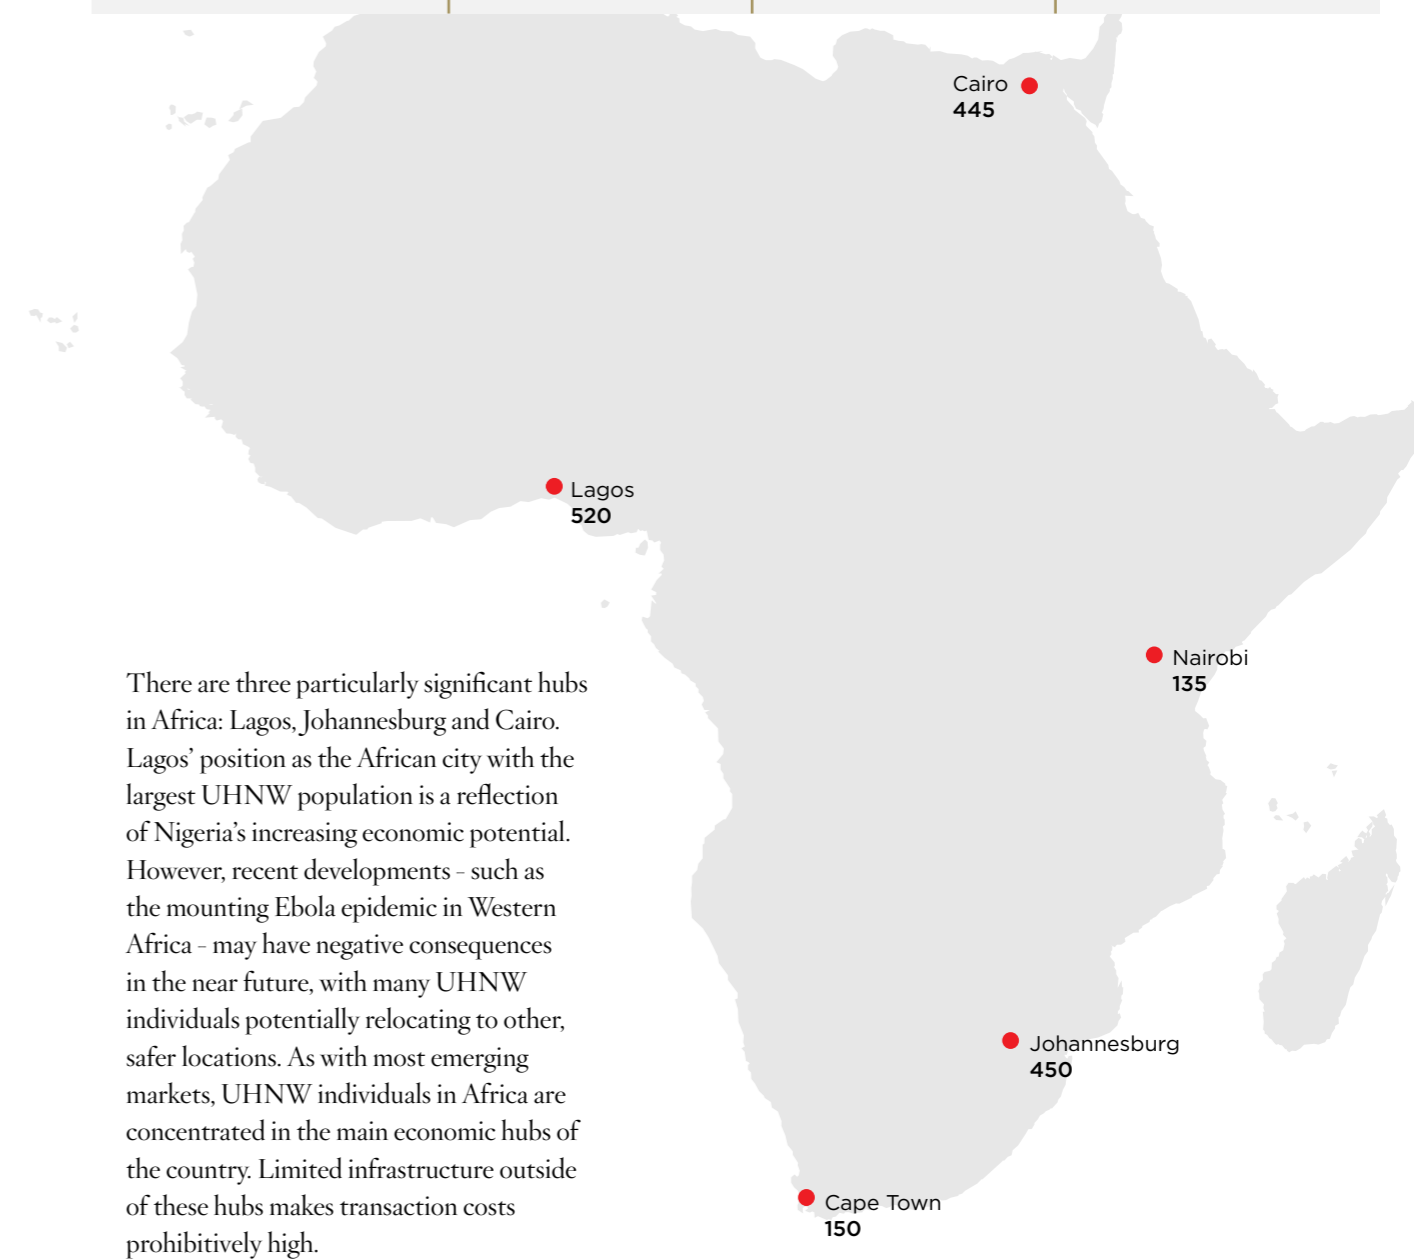 Cairo
445
Lagos
520
Nairobi
135
There are three particularly significant hubs
in Africa: Lagos, Johannesburg and Cairo.
Lagos’ position as the African city with the
largest UHNW population is a reflection
of Nigeria’s increasing economic potential.
However, recent developments – such as
the mounting Ebola epidemic in Western
Africa – may have negative consequences
in the near future, with many UHNW
individuals potentially relocating to other,
safer locations. As with most emerging
markets, UHNW individuals in Africa are
concentrated in the main economic hubs of
the country. Limited infrastructure outside
of these hubs makes transaction costs
prohibitively high.
Johannesburg
450
Cape Town
150